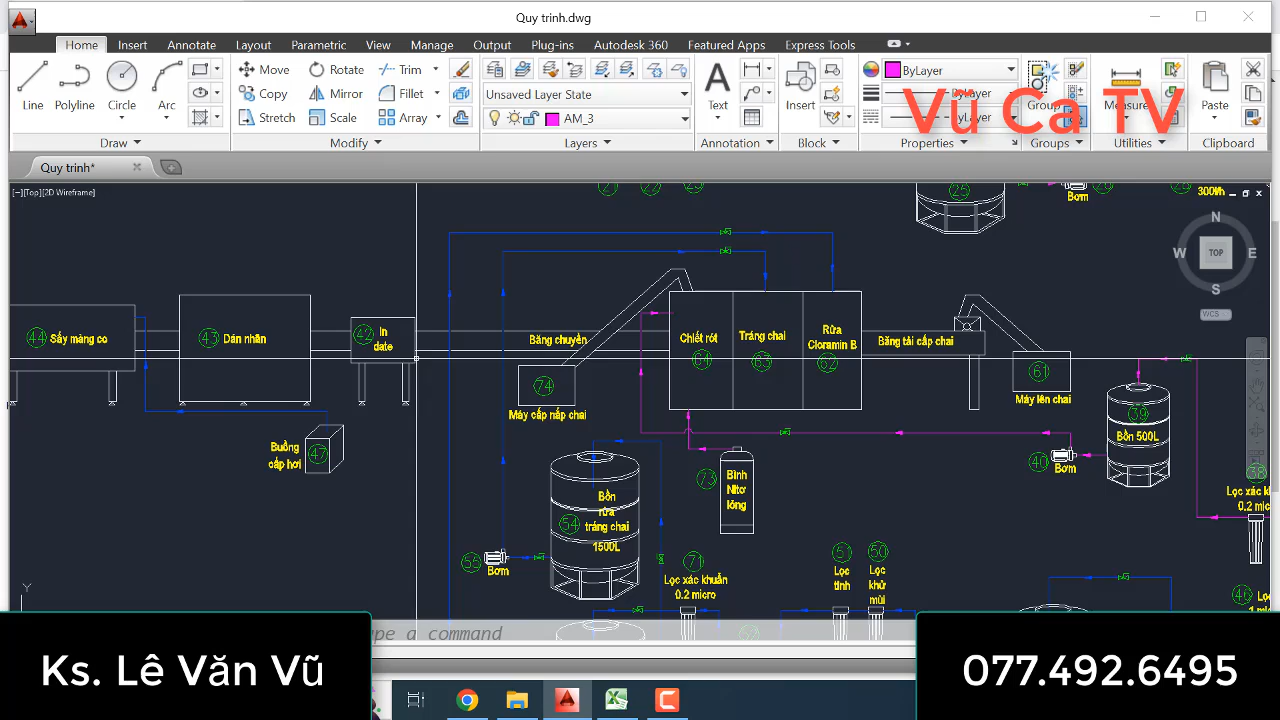 Quy trinh.dwg
Home Insert Annotate Layout Parametric View Manage Output Plug-ins Autodesk 360 Featured Apps Express Tools
Line
Polyline
Circle
Arc
Move
Rotate
Trim
Copy
Mirror
Fillet
Stretch
Scale
Array
Unsaved Layer State
AM_3
Text
Insert
ByLayer
ByLayer
ByLayer
Group
Measure
Paste
Vũ Ca TV
Draw
Modify
Layers
Annotation
Block
Properties
Groups
Utilities
Clipboard
Quy trinh*
[−][Top][2D Wireframe]
25
Bơm
300l/h
N
W
TOP
E
S
WCS
44
Sấy màng co
43
Dán nhãn
42
In
date
Băng chuyền
Chiết rót
64
Tráng chai
63
Rửa
Cloramin B
62
Băng tải cấp chai
74
Máy cấp nắp chai
61
Máy lên chai
39
Bồn 500L
40
Bơm
Buồng
cấp hơi
47
73
Bình
Nitơ
lỏng
Bồn
rửa
tráng chai
54
1500L
55
Bơm
38
Lọc xác khuẩn
0.2 micro
71
51
Lọc
tinh
50
Lọc
khử
mùi
46
Y
Type a command
Ks. Lê Văn Vũ
077.492.6495